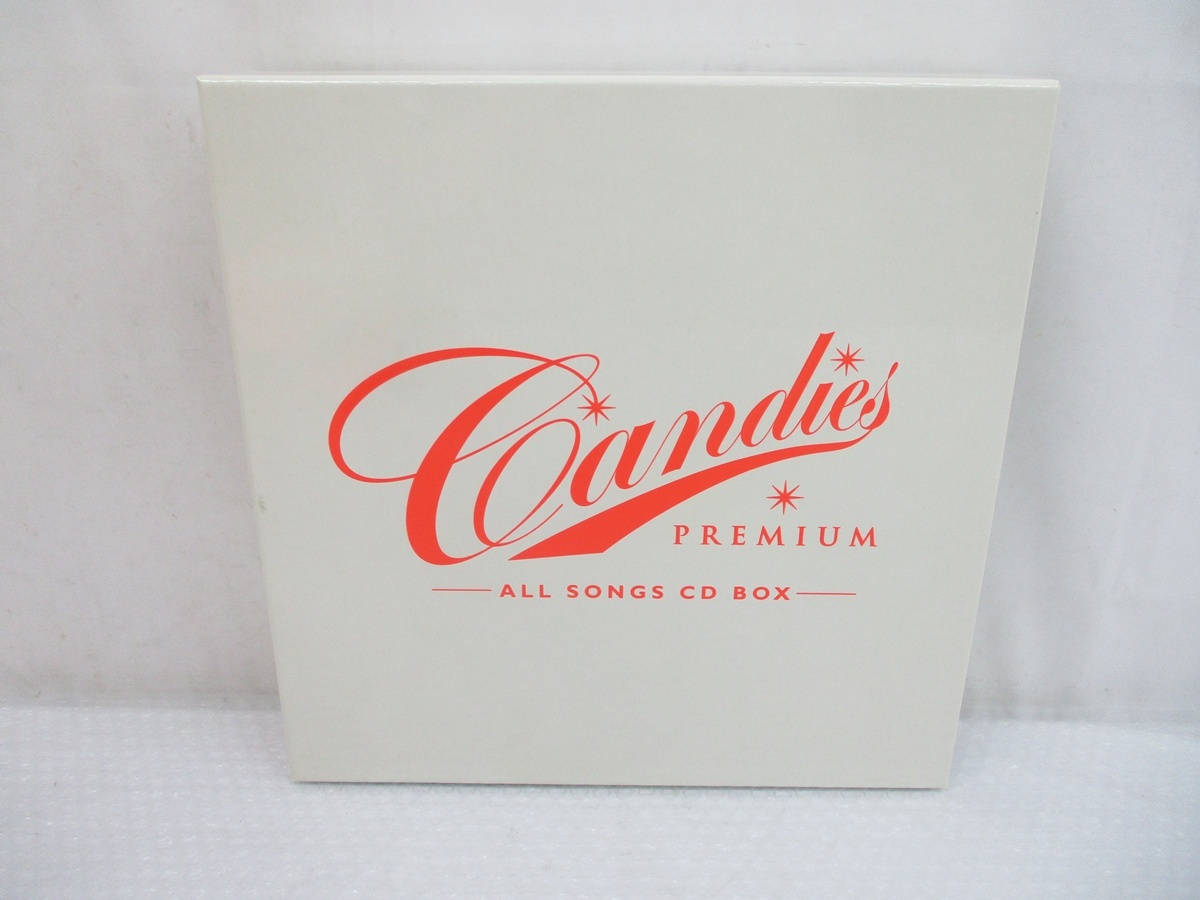 Candies
PREMIUM
ALL SONGS CD BOX